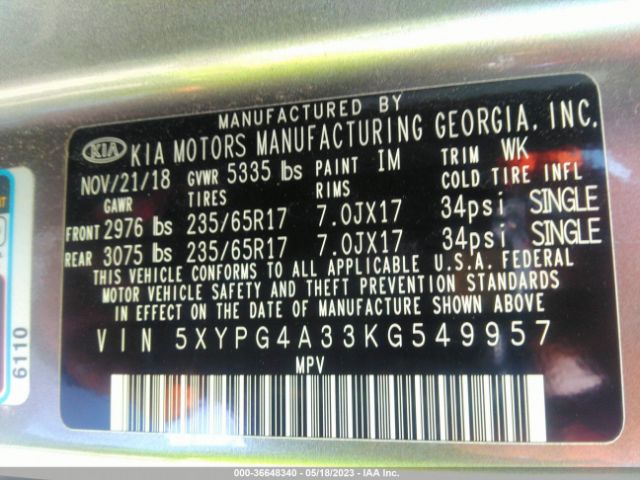 MANUFACTURED BY
KIA KIA MOTORS MANUFACTURING GEORGIA, INC.
NOV/21/18 GVWR 5335 lbs PAINT IM TRIM WK
GAWR TIRES RIMS COLD TIRE INFL
FRONT 2976 lbs 235/65R17 7.0JX17 34psi SINGLE
REAR 3075 lbs 235/65R17 7.0JX17 34psi SINGLE
THIS VEHICLE CONFORMS TO ALL APPLICABLE U.S.A. FEDERAL
MOTOR VEHICLE SAFETY AND THEFT PREVENTION STANDARDS
IN EFFECT ON THE DATE OF MANUFACTURE SHOWN ABOVE
VIN 5XYPG4A33KG549957
MPV
6110
000-36648340 - 05/18/2023 - IAA Inc.